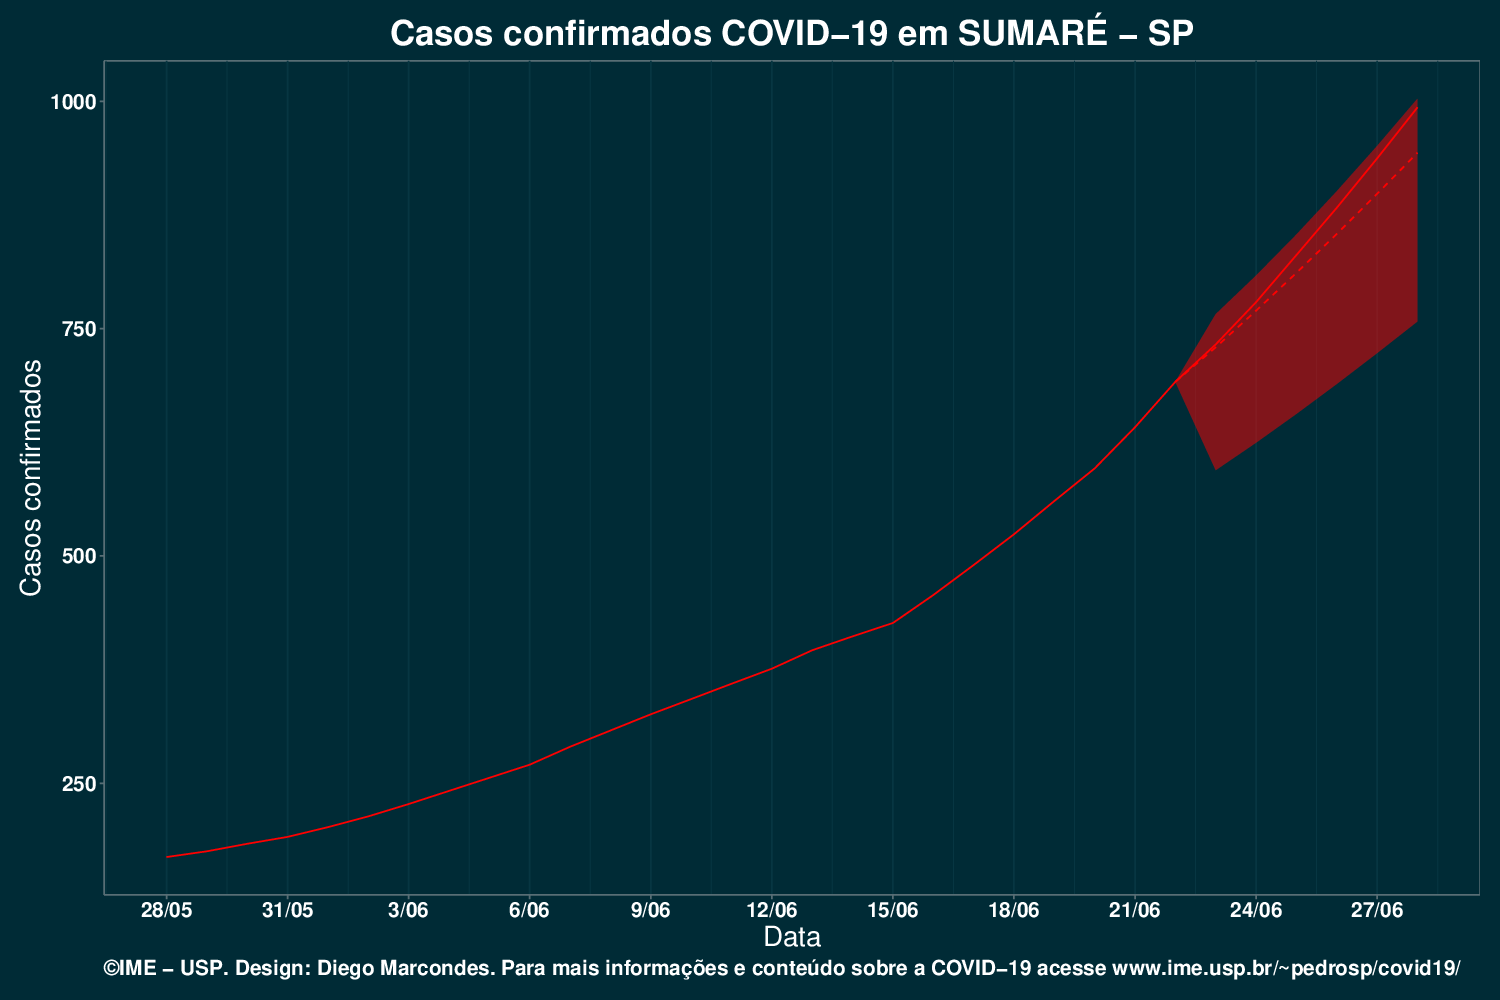 Casos confirmados COVID−19 em SUMARÉ − SP
1000
750
500
250
Casos confirmados
28/05 31/05 3/06 6/06 9/06 12/06 15/06 18/06 21/06 24/06 27/06
Data
©IME − USP. Design: Diego Marcondes. Para mais informações e conteúdo sobre a COVID−19 acesse www.ime.usp.br/~pedrosp/covid19/